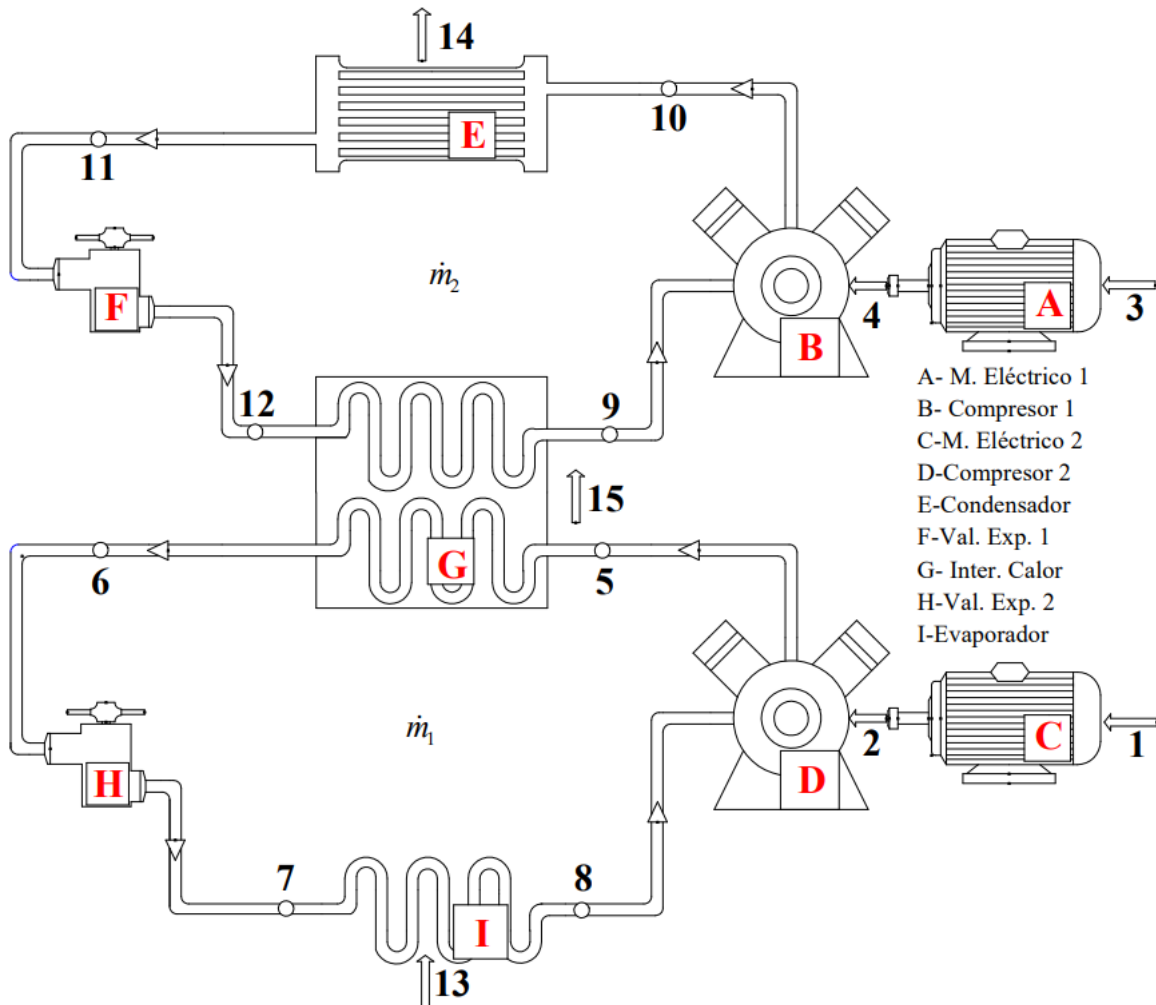 14
10
E
11
F
ṁ₂
4
A
3
B
12
9
A- M. Eléctrico 1
B- Compresor 1
C-M. Eléctrico 2
D-Compresor 2
E-Condensador
F-Val. Exp. 1
G- Inter. Calor
H-Val. Exp. 2
I-Evaporador
15
6
G
5
ṁ₁
2
C
1
H
D
7
8
I
13